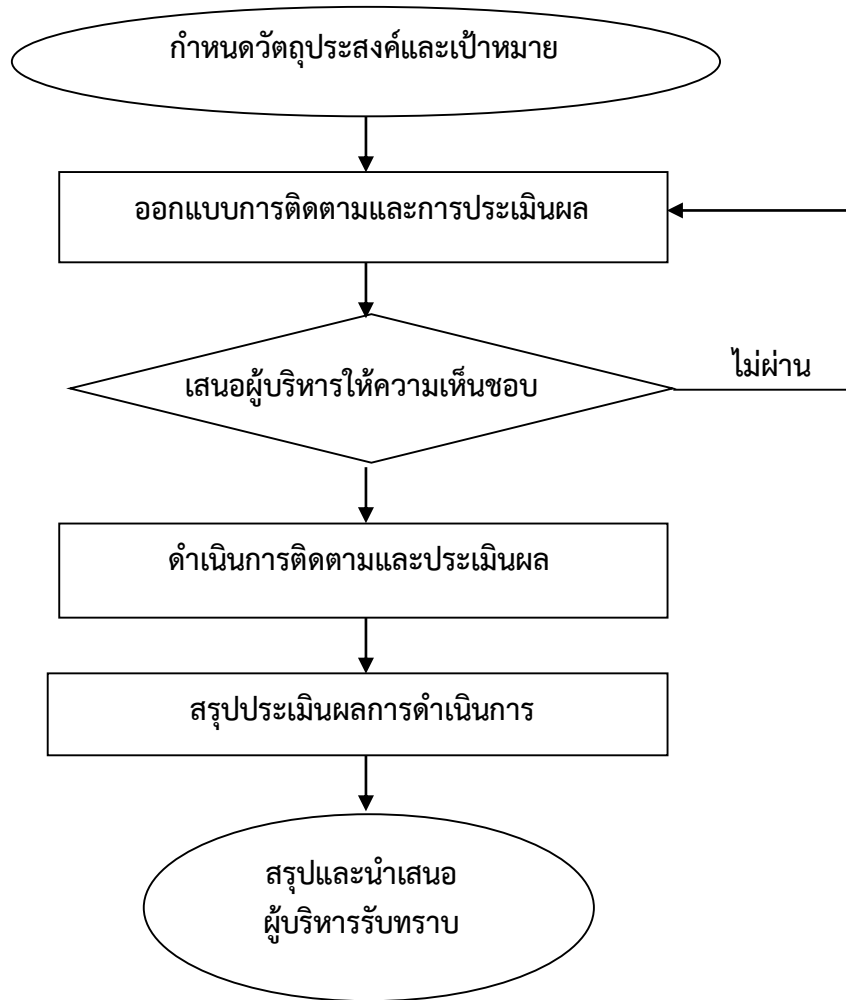 กำหนดวัตถุประสงค์และเป้าหมาย
ออกแบบการติดตามและการประเมินผล
เสนอผู้บริหารให้ความเห็นชอบ
ไม่ผ่าน
ดำเนินการติดตามและประเมินผล
สรุปประเมินผลการดำเนินการ
สรุปและนำเสนอ
ผู้บริหารรับทราบ